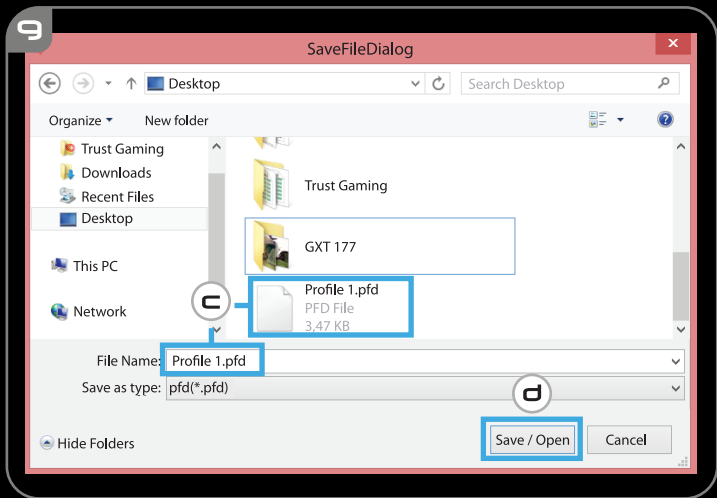 9
SaveFileDialog
Desktop
Search Desktop
Organize
New folder
Trust Gaming
Downloads
Recent Files
Desktop
This PC
Network
Trust Gaming
GXT 177
Profile 1.pfd
PFD File
3,47 KB
c
File Name: Profile 1.pfd
Save as type: pfd(*.pfd)
d
Hide Folders
Save / Open
Cancel